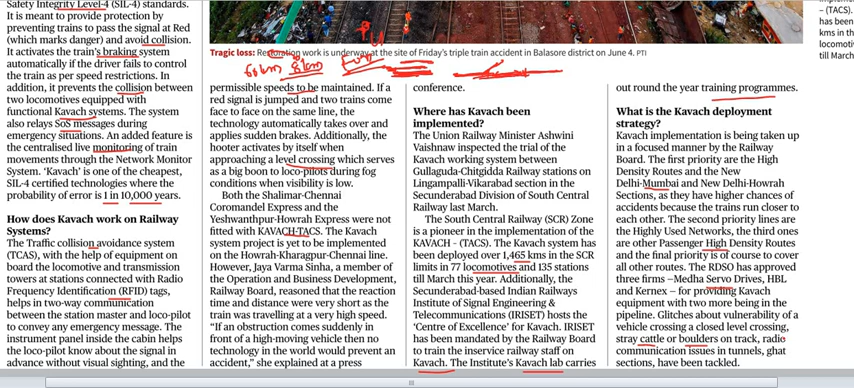 Safety Integrity Level-4 (SIL-4) standards.
It is meant to provide protection by
preventing trains to pass the signal at Red
(which marks danger) and avoid collision.
It activates the train's braking system
automatically if the driver fails to control
the train as per speed restrictions. In
addition, it prevents the collision between
two locomotives equipped with
functional Kavach systems. The system
also relays SoS messages during
emergency situations. An added feature is
the centralised live monitoring of train
movements through the Network Monitor
System. 'Kavach' is one of the cheapest,
SIL-4 certified technologies where the
probability of error is 1 in 10,000 years.
How does Kavach work on Railway
Systems?
The Traffic collision avoidance system
(TCAS), with the help of equipment on
board the locomotive and transmission
towers at stations connected with Radio
Frequency Identification (RFID) tags,
helps in two-way communication
between the station master and loco-pilot
to convey any emergency message. The
instrument panel inside the cabin helps
the loco-pilot know about the signal in
advance without visual sighting, and the
Tragic loss: Restoration work is underway at the site of Friday's triple train accident in Balasore district on June 4. PTI
permissible speeds to be maintained. If a
red signal is jumped and two trains come
face to face on the same line, the
technology automatically takes over and
applies sudden brakes. Additionally, the
hooter activates by itself when
approaching a level crossing which serves
as a big boon to loco-pilots during fog
conditions when visibility is low.
Both the Shalimar-Chennai
Coromandel Express and the
Yeshwanthpur-Howrah Express were not
fitted with KAVACH-TACS. The Kavach
system project is yet to be implemented
on the Howrah-Kharagpur-Chennai line.
However, Jaya Varma Sinha, a member of
the Operation and Business Development,
Railway Board, reasoned that the reaction
time and distance were very short as the
train was travelling at a very high speed.
"If an obstruction comes suddenly in
front of a high-moving vehicle then no
technology in the world would prevent an
accident," she explained at a press
conference.
Where has Kavach been
implemented?
The Union Railway Minister Ashwini
Vaishnaw inspected the trial of the
Kavach working system between
Gullaguda-Chitgidda Railway stations on
Lingampalli-Vikarabad section in the
Secunderabad Division of South Central
Railway last March.
The South Central Railway (SCR) Zone
is a pioneer in the implementation of the
KAVACH – (TACS). The Kavach system has
been deployed over 1,465 kms in the SCR
limits in 77 locomotives and 135 stations
till March this year. Additionally, the
Secunderabad-based Indian Railways
Institute of Signal Engineering &
Telecommunications (IRISET) hosts the
'Centre of Excellence' for Kavach. IRISET
has been mandated by the Railway Board
to train the inservice railway staff on
Kavach. The Institute's Kavach lab carries
out round the year training programmes.
What is the Kavach deployment
strategy?
Kavach implementation is being taken up
in a focused manner by the Railway
Board. The first priority are the High
Density Routes and the New
Delhi-Mumbai and New Delhi-Howrah
Sections, as they have higher chances of
accidents because the trains run closer to
each other. The second priority lines are
the Highly Used Networks, the third ones
are other Passenger High Density Routes
and the final priority is of course to cover
all other routes. The RDSO has approved
three firms —Medha Servo Drives, HBL
and Kernex — for providing Kavach
equipment with two more being in the
pipeline. Glitches about vulnerability of a
vehicle crossing a closed level crossing,
stray cattle or boulders on track, radio
communication issues in tunnels, ghat
sections, have been tackled.
– (TACS).
has been
kms in th
locomotiv
till March